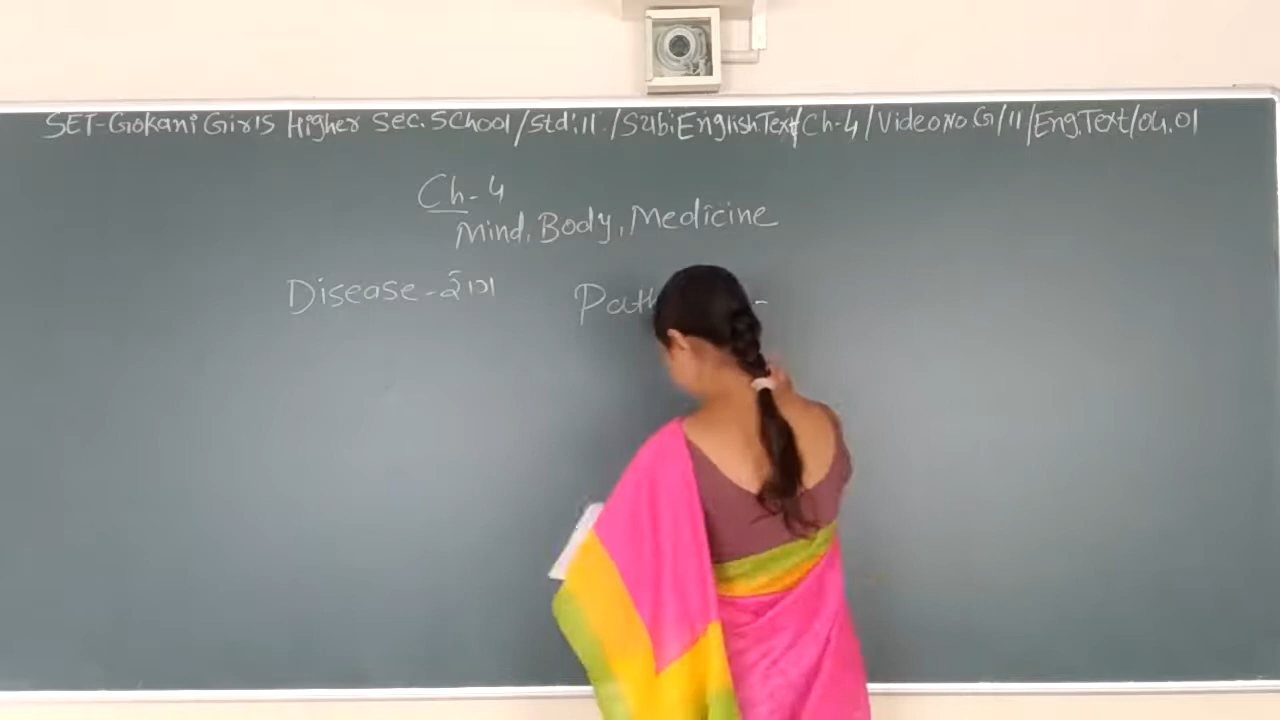 SET-Gokani Girls Higher Sec. School/Std:11./Sub:English.Text/Ch-4/Video No.G/11/Eng.Text/04.01
Ch-4
Mind, Body, Medicine
Disease-રોગ